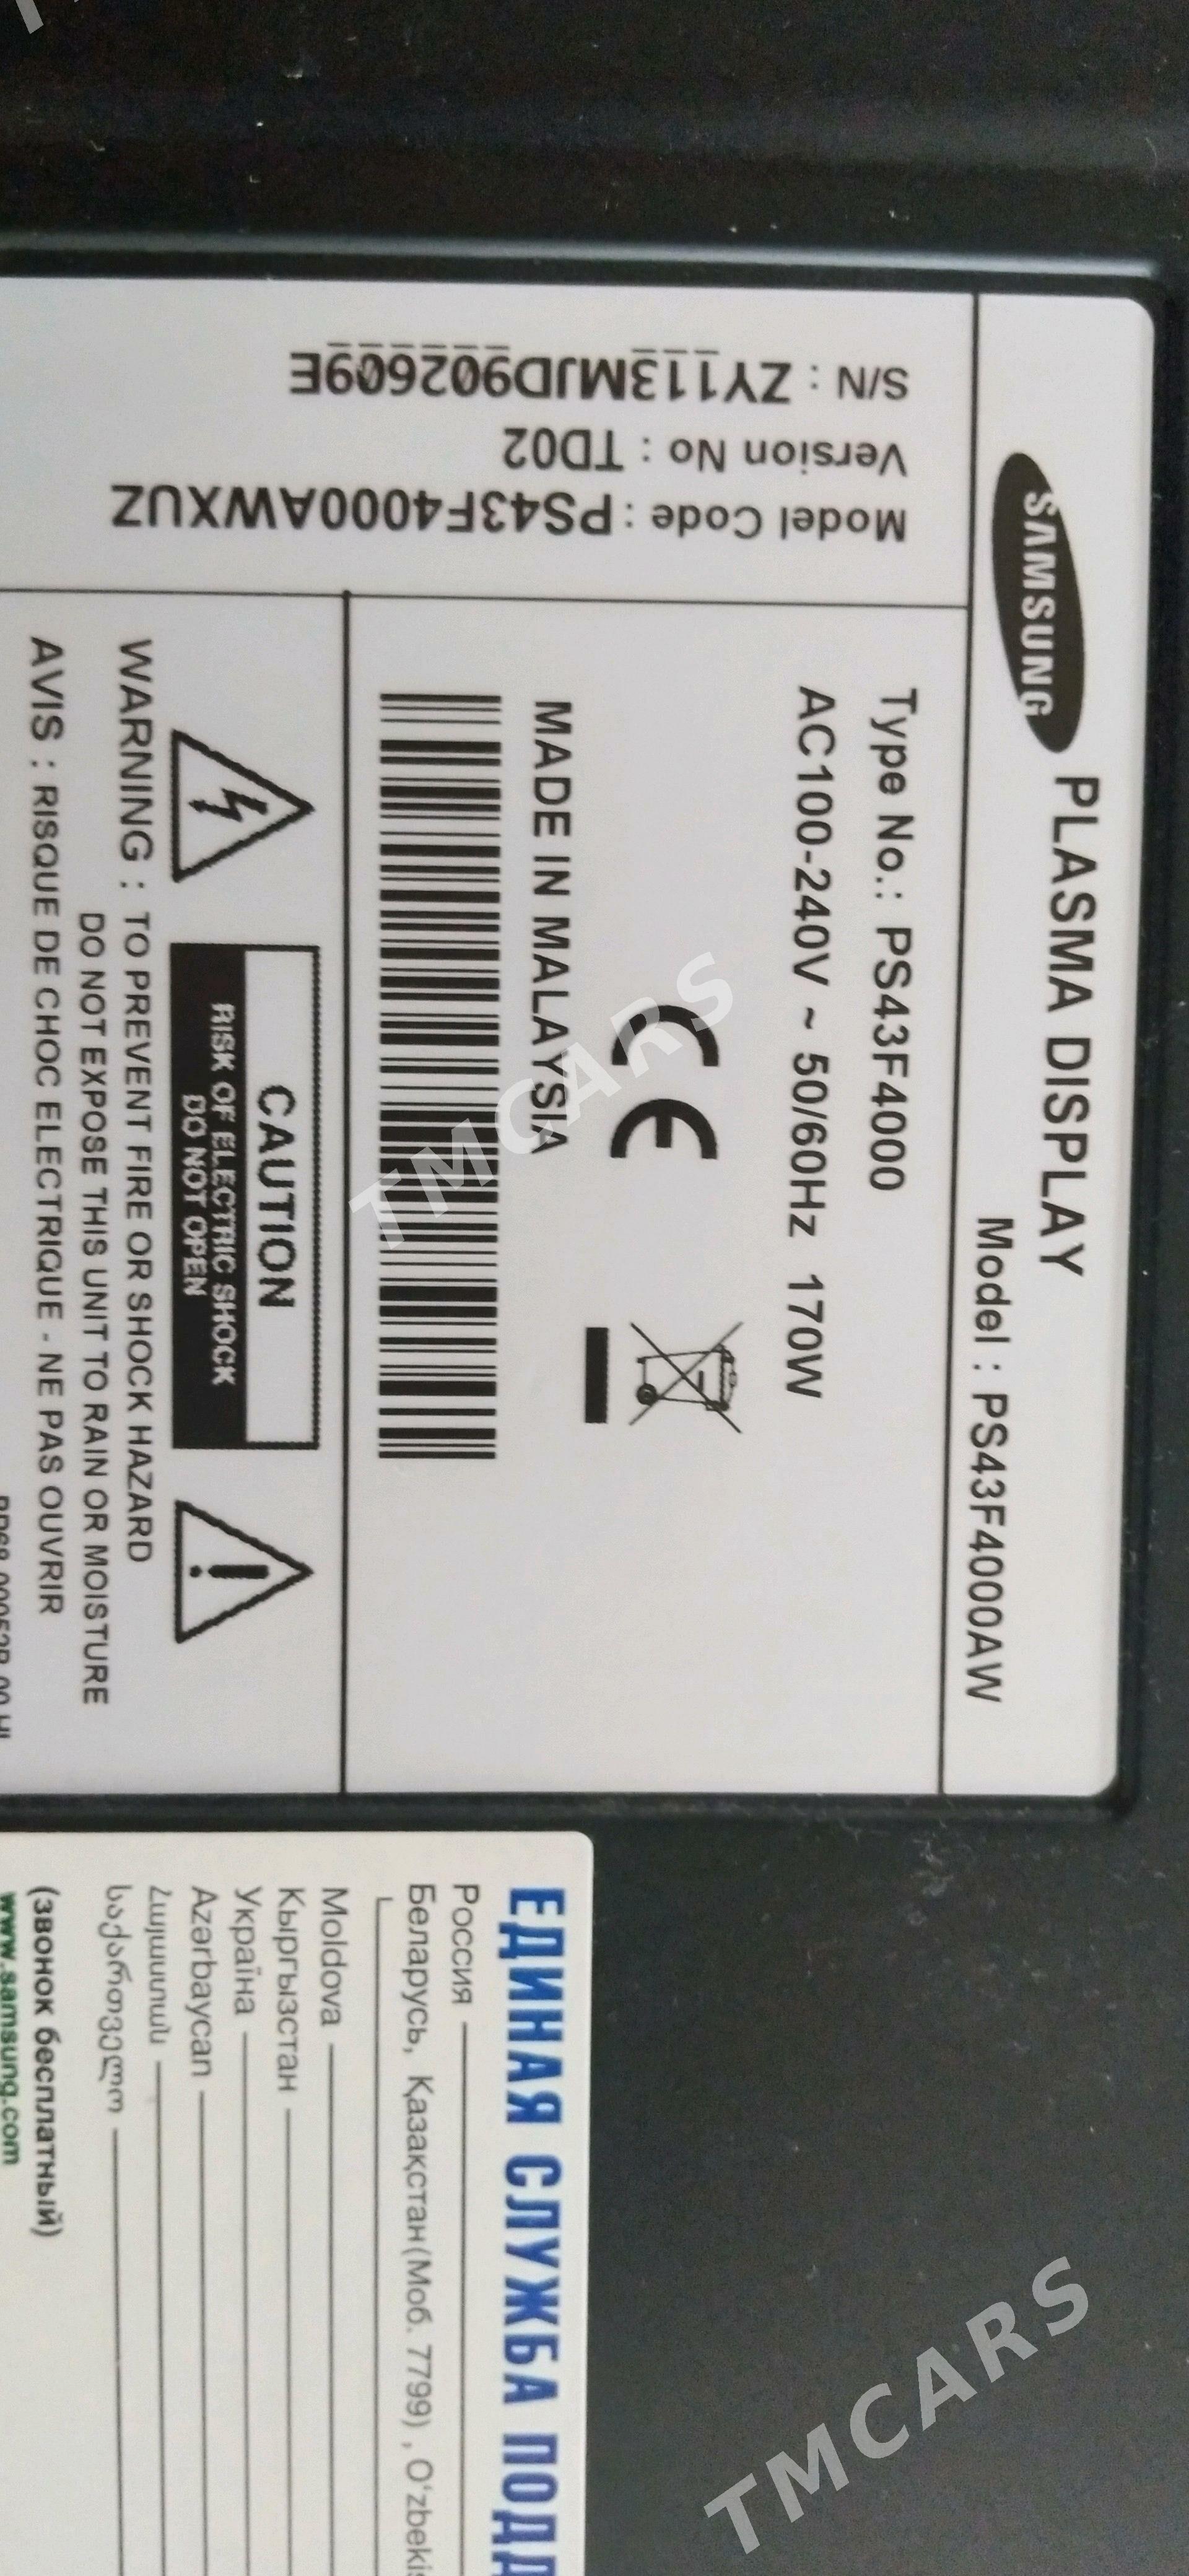 SAMSUNG PLASMA DISPLAY
Model : PS43F4000AW
Type No.: PS43F4000
AC100-240V ~ 50/60Hz 170W
CE
MADE IN MALAYSIA
Model Code : PS43F4000AWXUZ
Version No : TD02
S/N : ZY113MJD902609E
CAUTION
RISK OF ELECTRIC SHOCK
DO NOT OPEN
WARNING : TO PREVENT FIRE OR SHOCK HAZARD
DO NOT EXPOSE THIS UNIT TO RAIN OR MOISTURE
AVIS : RISQUE DE CHOC ELECTRIQUE - NE PAS OUVRIR
ЕДИНАЯ СЛУЖБА ПОДД
Россия
Беларусь, Қазақстан(Моб. 7799) , O‘zbekis
Moldova
Кыргызстан
Україна
Azərbaycan
Հայաստան
საქართველო
(звонок бесплатный)
www.samsung.com
TMCARS
TMCARS